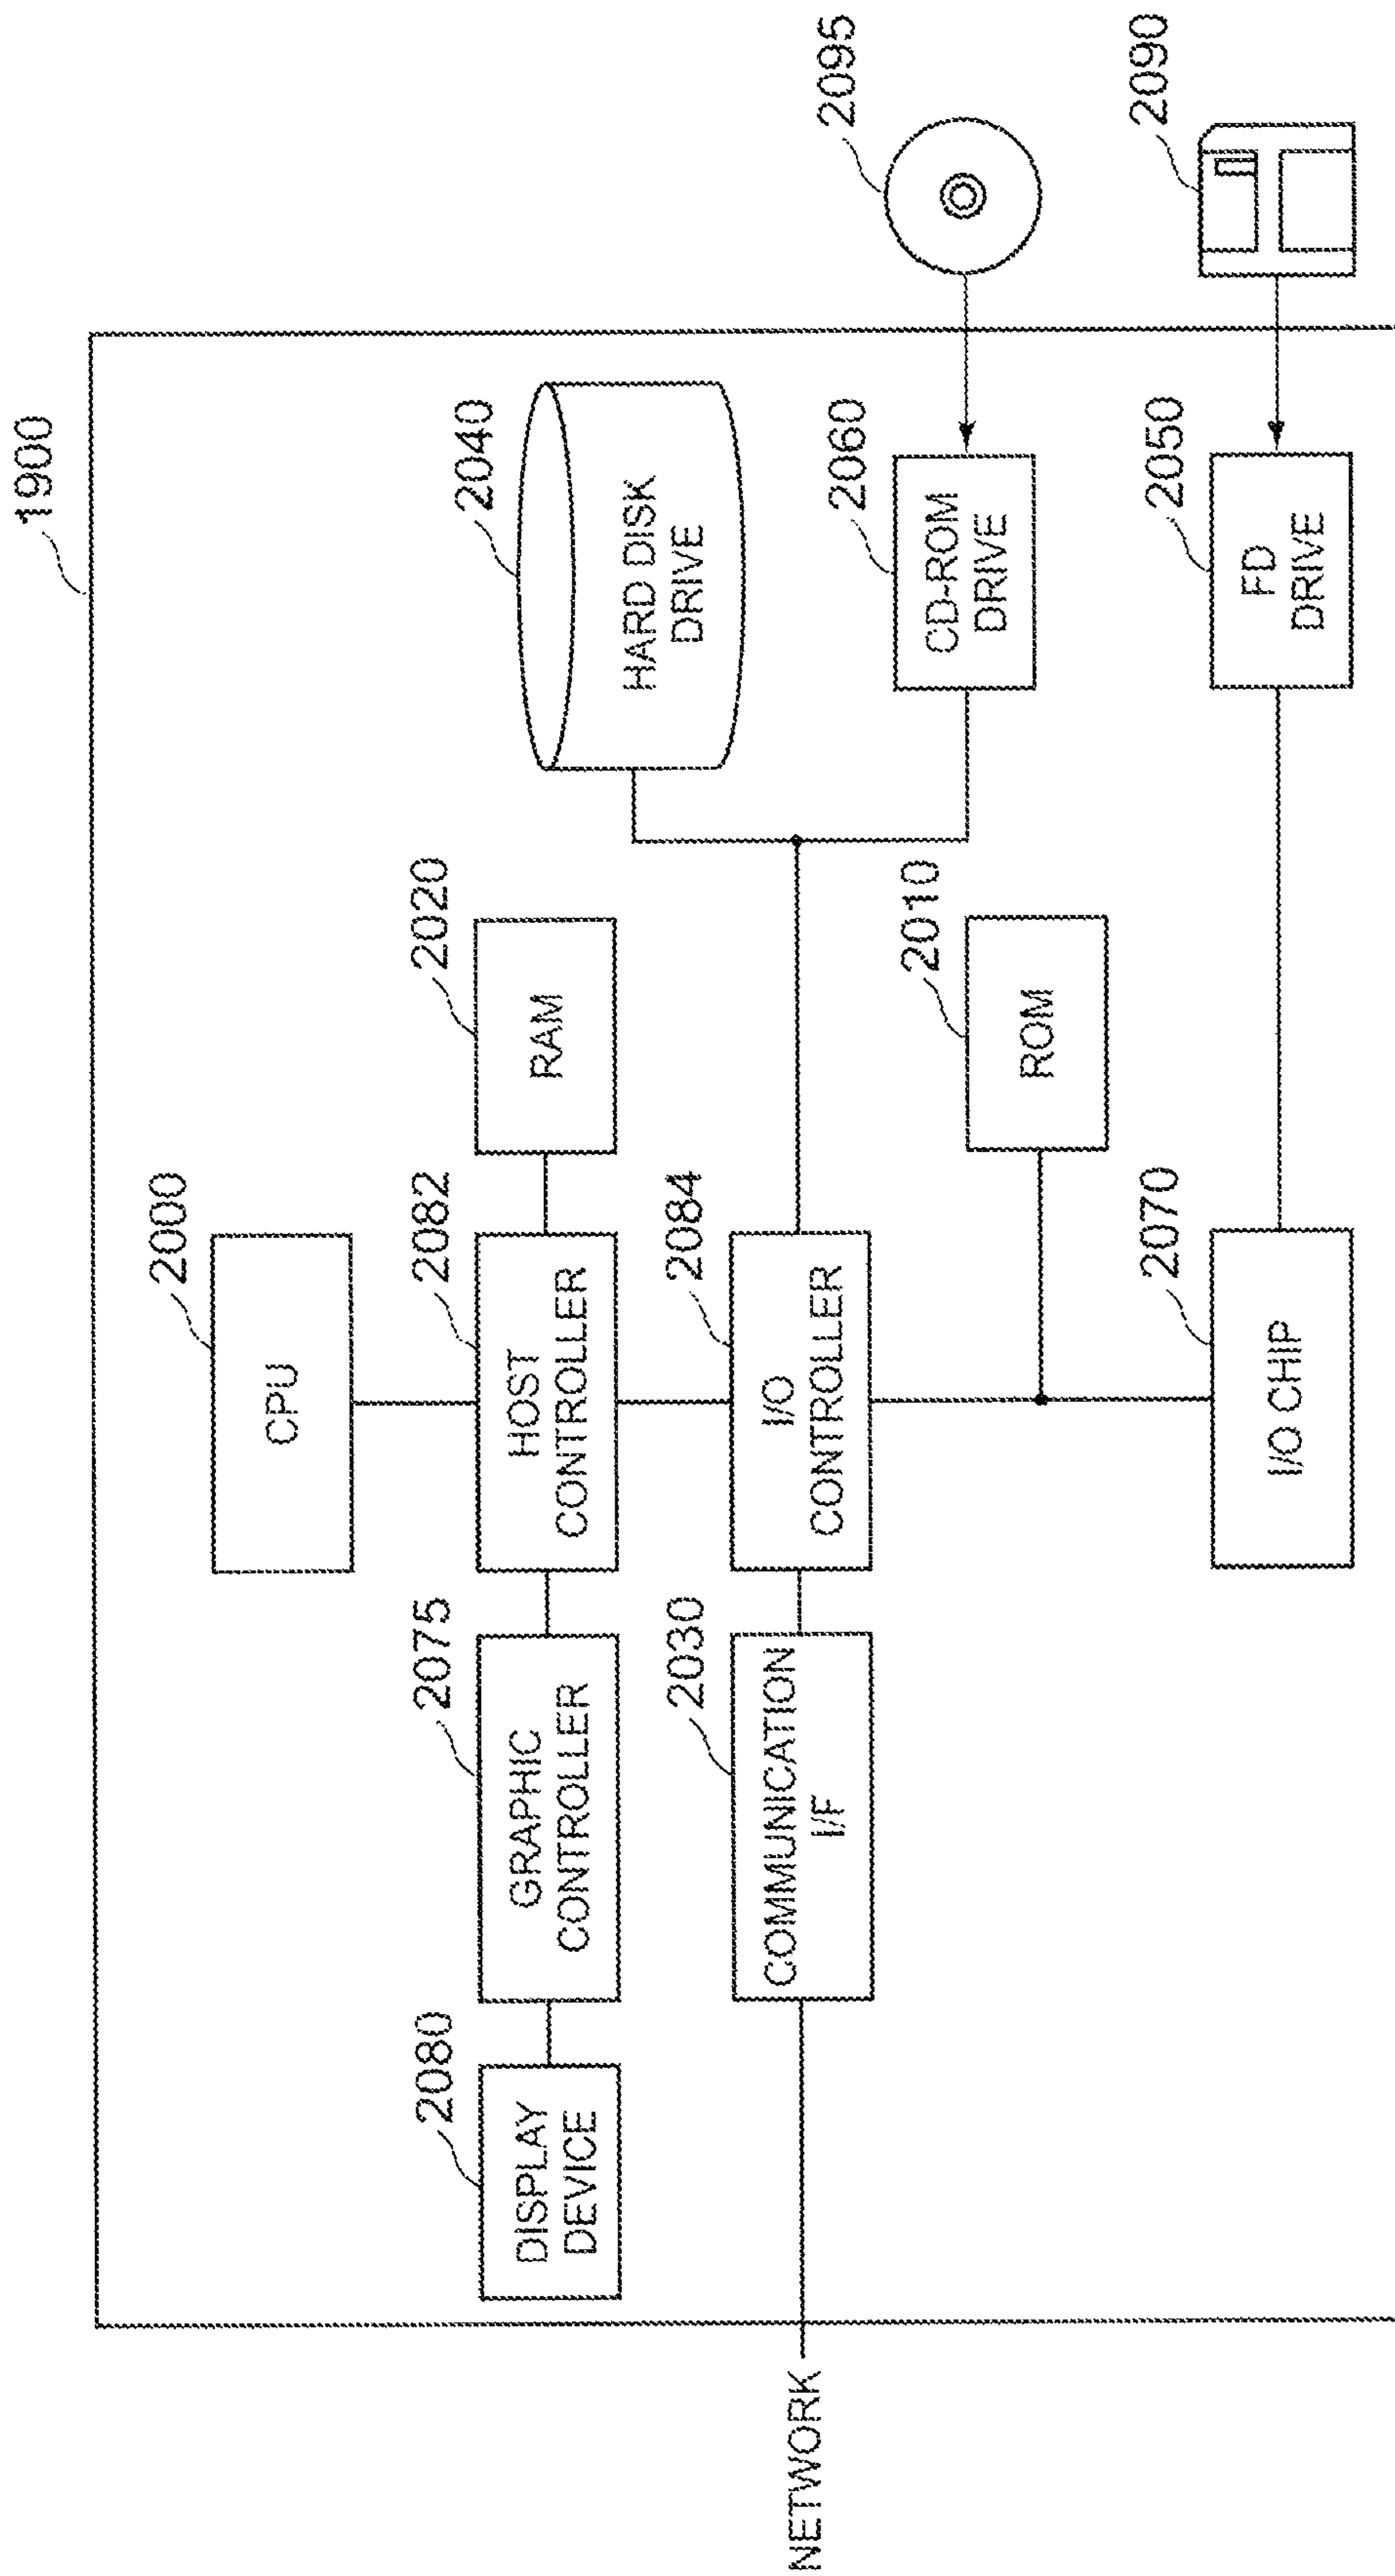 1900
2000
CPU
2080
DISPLAY
DEVICE
2075
GRAPHIC
CONTROLLER
2082
HOST
CONTROLLER
2020
RAM
2040
HARD DISK
DRIVE
2095
NETWORK
2030
COMMUNICATION
I/F
2084
I/O
CONTROLLER
2060
CD-ROM
DRIVE
2010
ROM
2070
I/O CHIP
2050
FD
DRIVE
2090